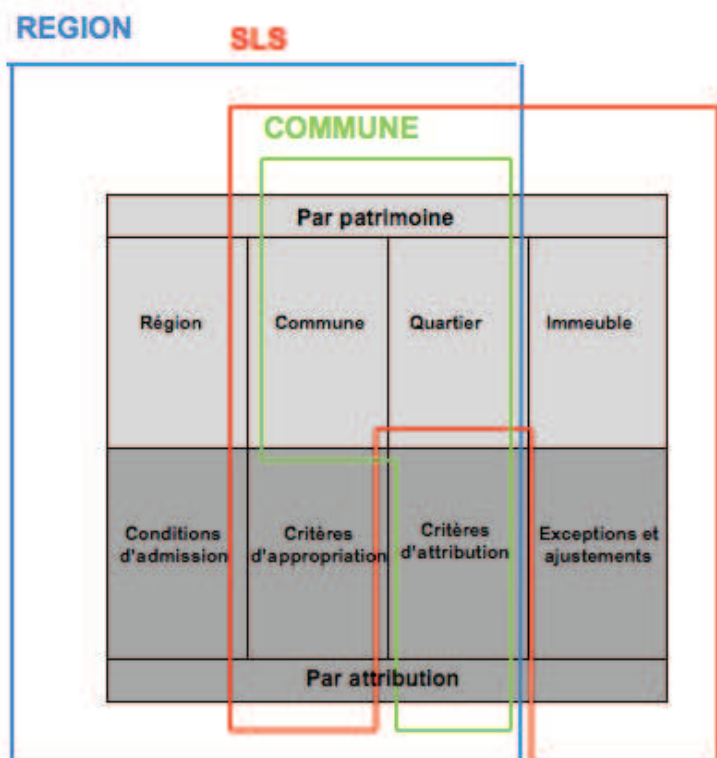 REGION
SLS
COMMUNE
Par patrimoine
Région
Commune
Quartier
Immeuble
Conditions
d'admission
Critères
d'appropriation
Critères
d'attribution
Exceptions et
ajustements
Par attribution